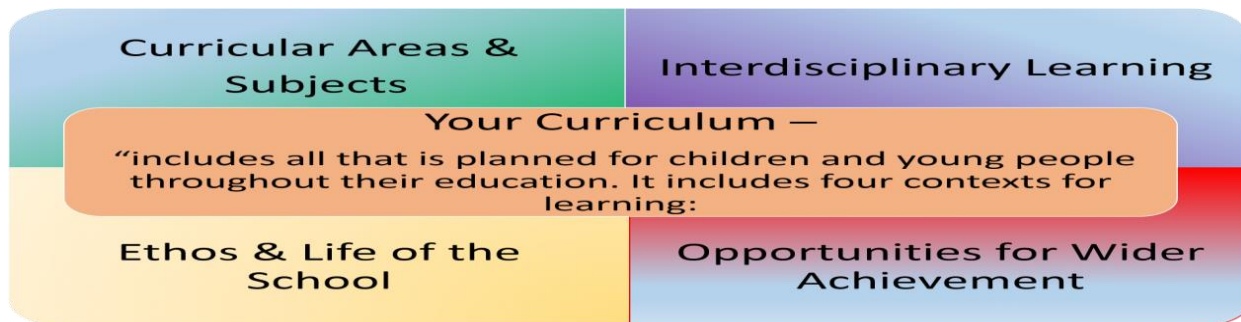 Curricular Areas &
Subjects
Interdisciplinary Learning
Your Curriculum –
“includes all that is planned for children and young people
throughout their education. It includes four contexts for
learning:
Ethos & Life of the
School
Opportunities for Wider
Achievement